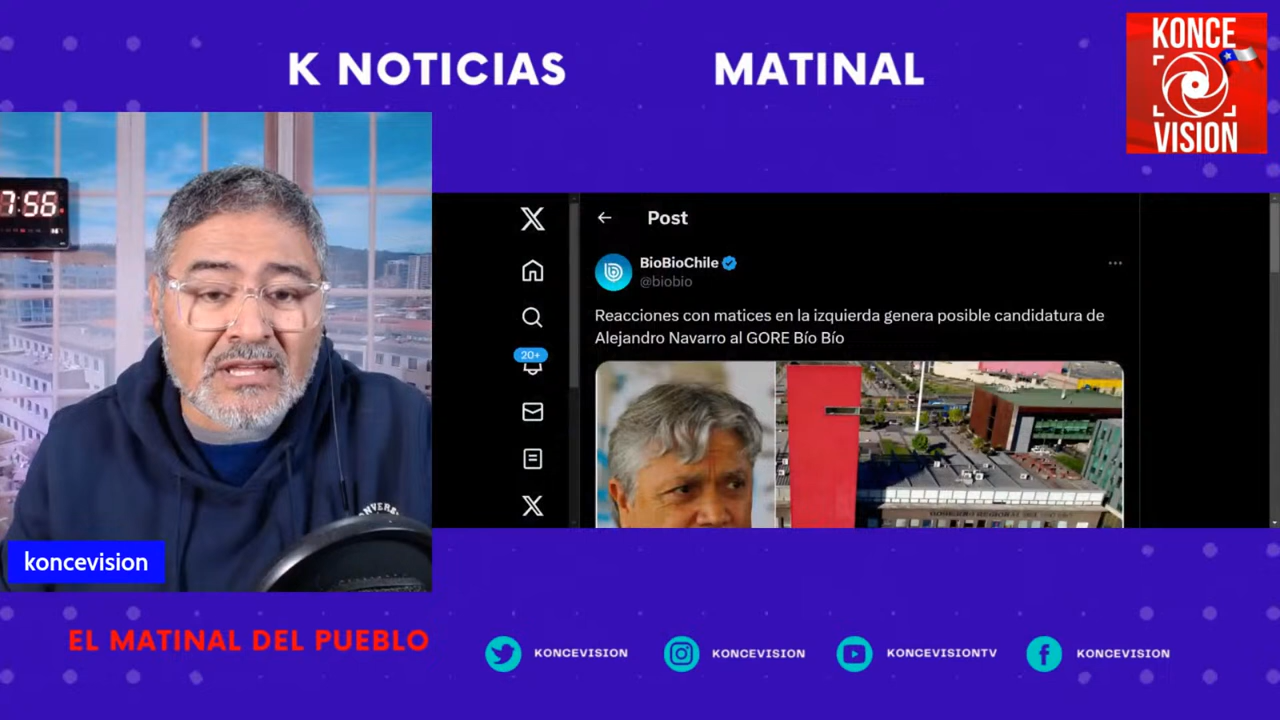 K NOTICIAS
MATINAL
KONCE
VISION
7:56
Post
BioBioChile
@biobio
20+
Reacciones con matices en la izquierda genera posible candidatura de
Alejandro Navarro al GORE Bío Bío
koncevision
EL MATINAL DEL PUEBLO
KONCEVISION
KONCEVISION
KONCEVISIONTV
KONCEVISION